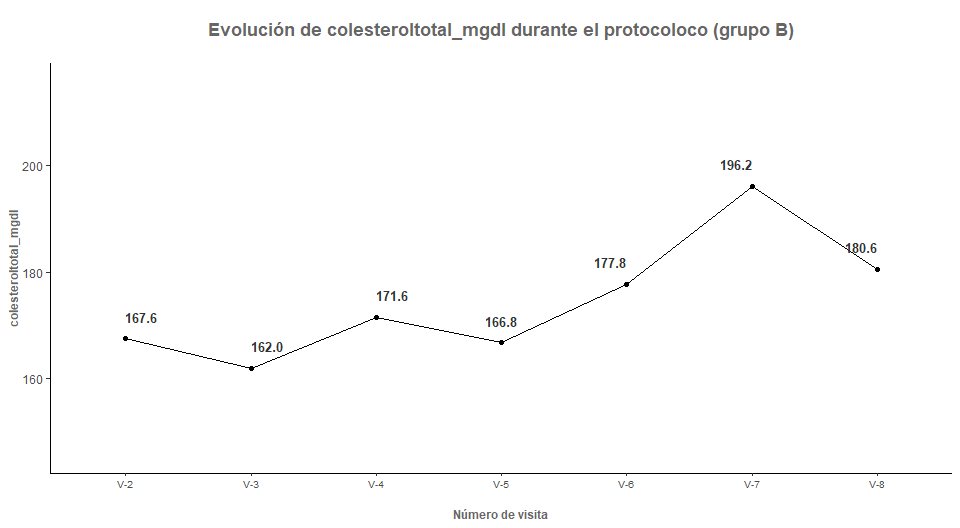 Evolución de colesteroltotal_mgdl durante el protocoloco (grupo B)
colesteroltotal_mgdl
200
180
160
167.6
162.0
171.6
166.8
177.8
196.2
180.6
V-2
V-3
V-4
V-5
V-6
V-7
V-8
Número de visita